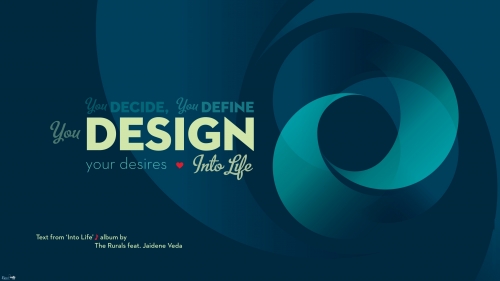 You DECIDE, You DEFINE
You DESIGN
your desires ♥ Into Life
Text from 'Into Life' ♪ album by
The Rurals feat. Jaidene Veda